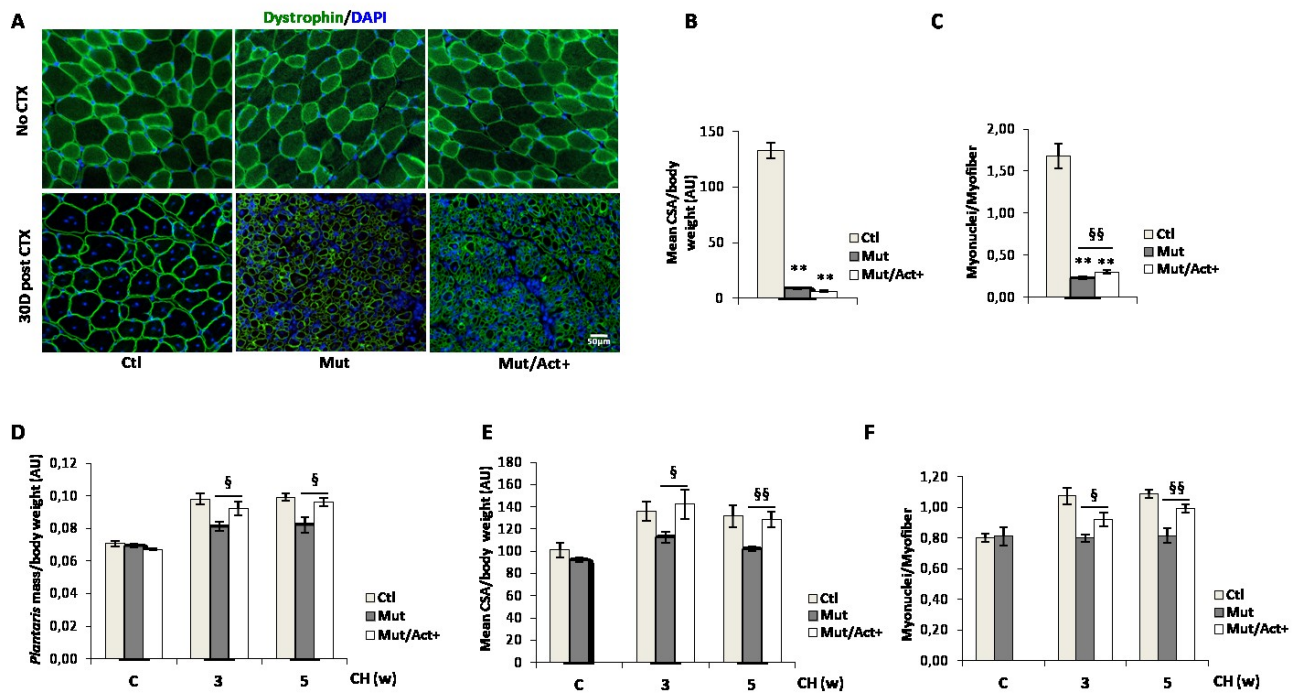 A
Dystrophin/DAPI
No CTX
30D post CTX
50µm
Ctl
Mut
Mut/Act+
B
Mean CSA/body
weight (AU)
150
100
50
0
**
**
Ctl
Mut
Mut/Act+
C
Myonuclei/Myofiber
2,00
1,50
1,00
0,50
0,00
§§
**
**
Ctl
Mut
Mut/Act+
D
Plantaris mass/body weight (AU)
0,12
0,10
0,08
0,06
0,04
0,02
0,00
§
§
Ctl
Mut
Mut/Act+
C
3
5
CH (w)
E
Mean CSA/body weight (AU)
180
160
140
120
100
80
60
40
20
0
§
§§
Ctl
Mut
Mut/Act+
C
3
5
CH (w)
F
Myonuclei/Myofiber
1,20
1,00
0,80
0,60
0,40
0,20
0,00
§
§§
Ctl
Mut
Mut/Act+
C
3
5
CH (w)